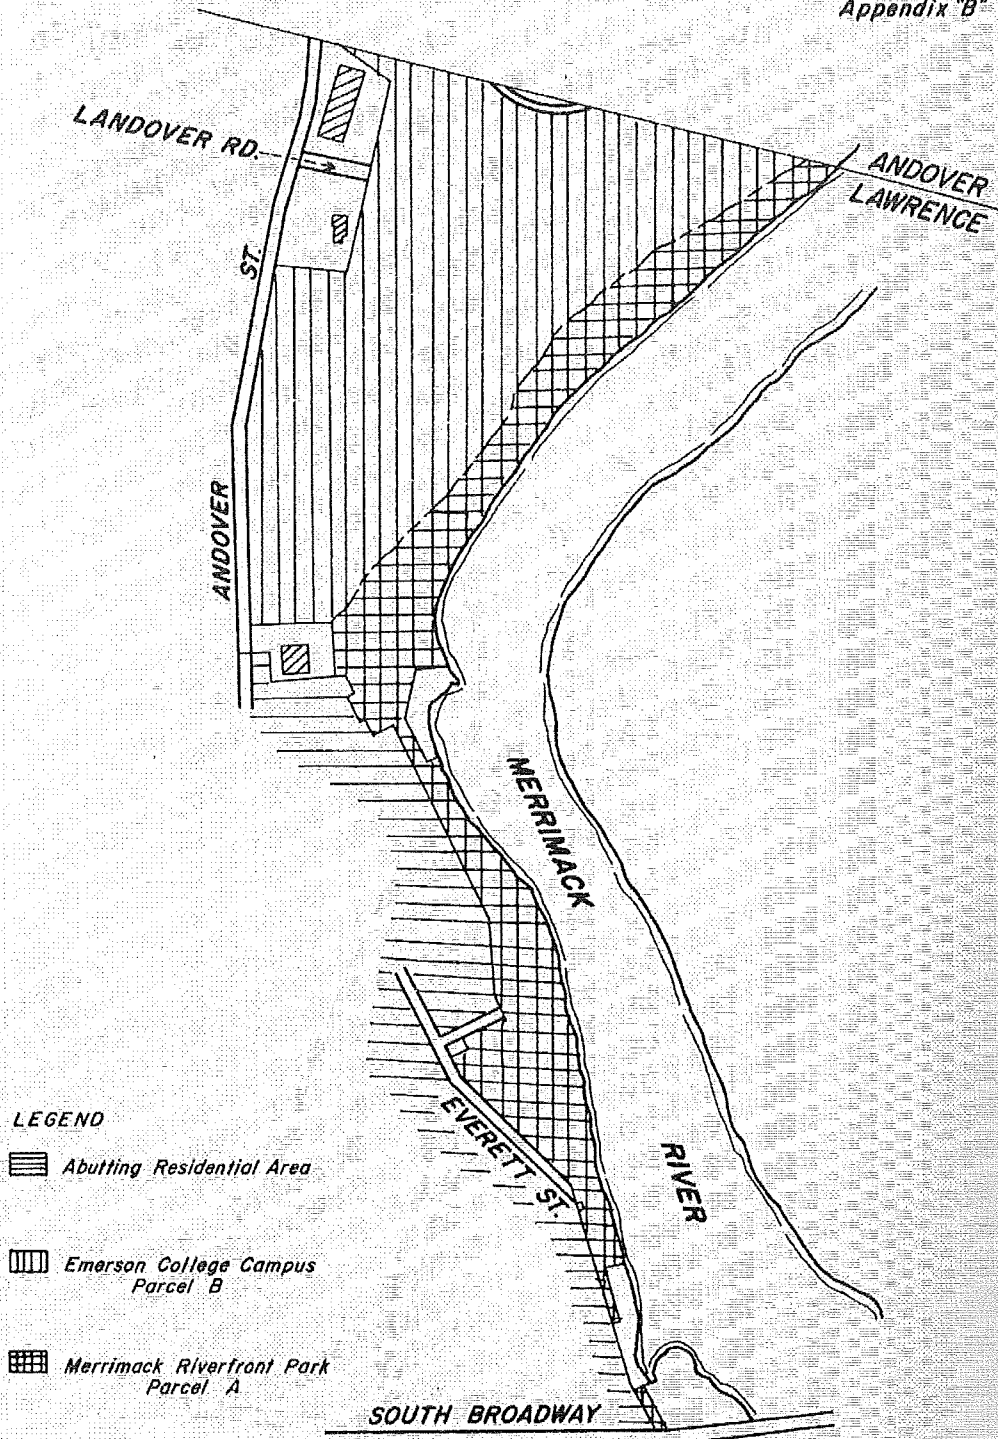 Appendix "B"
LANDOVER RD.
ANDOVER
LAWRENCE
ST.
ANDOVER
MERRIMACK
RIVER
EVERETT ST.
LEGEND
Abutting Residential Area
Emerson College Campus
Parcel B
Merrimack Riverfront Park
Parcel A
SOUTH BROADWAY